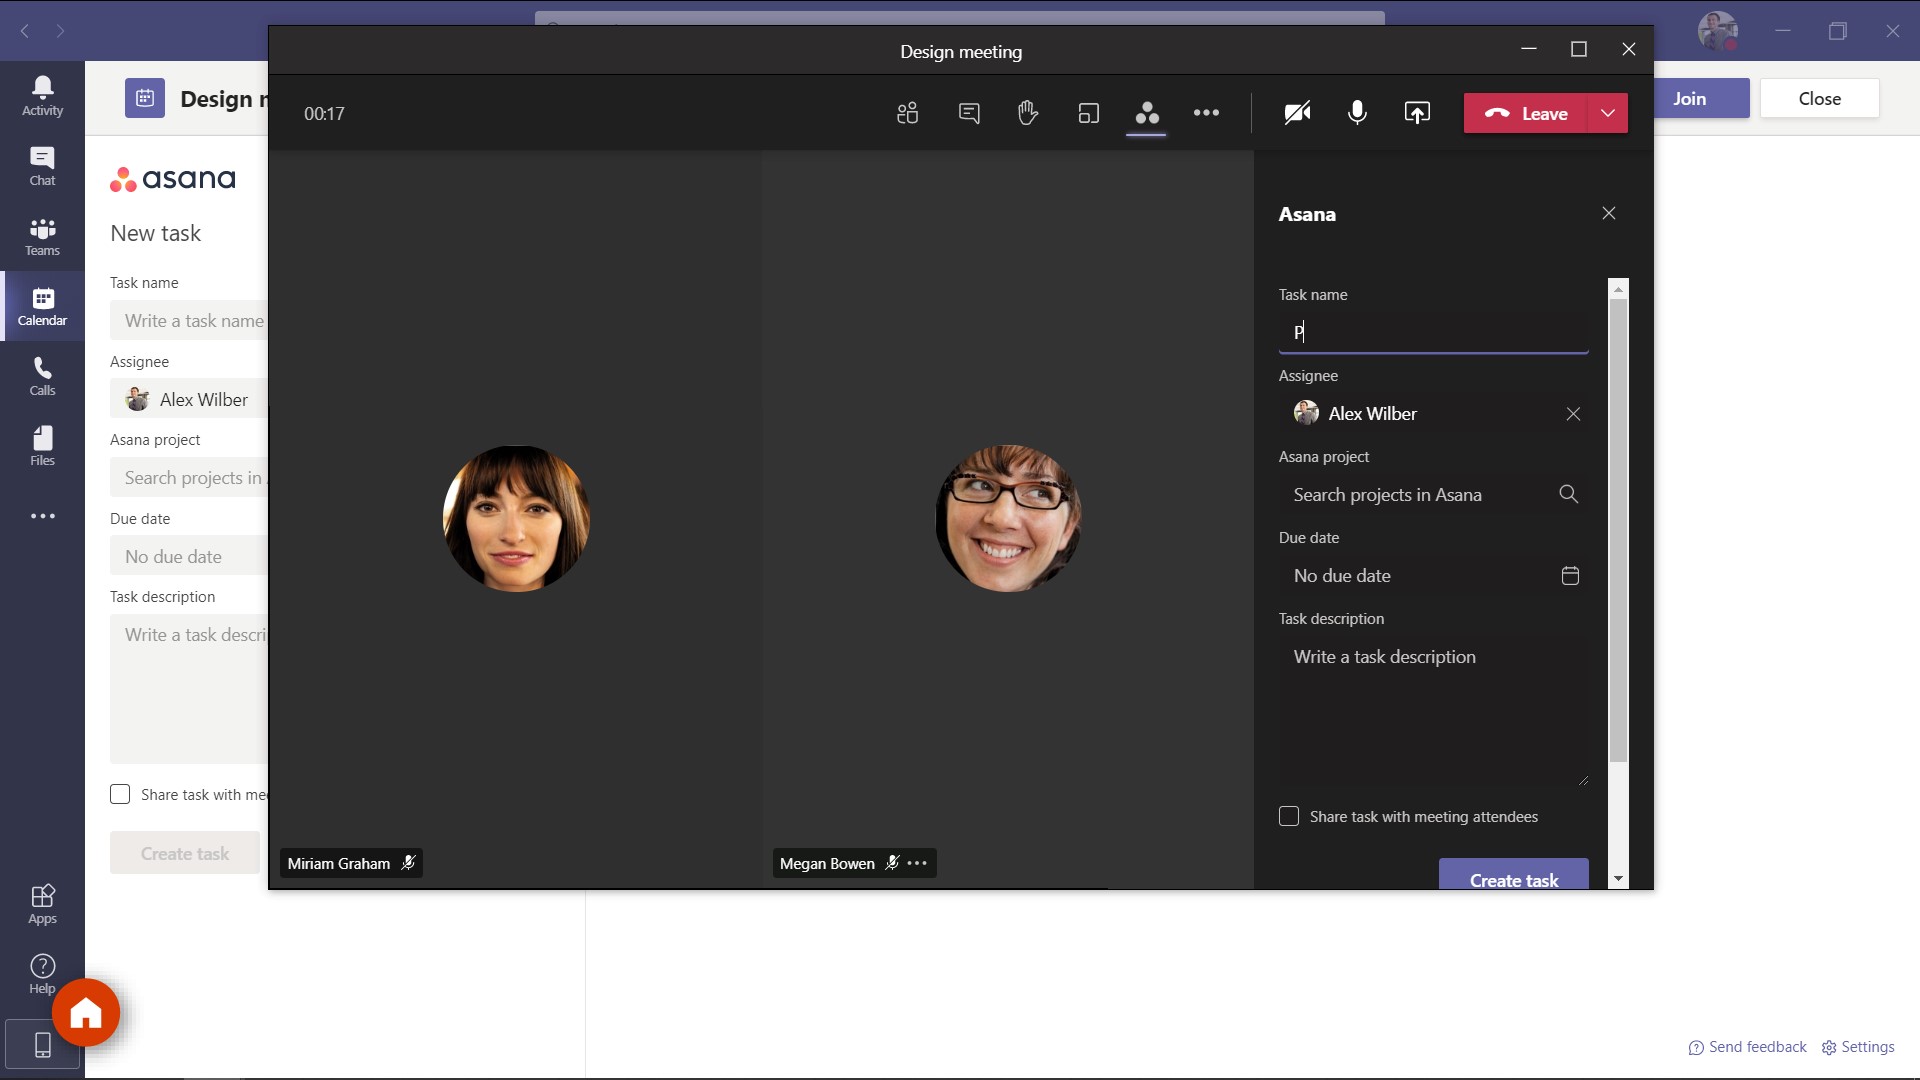 Design meeting
Activity
Chat
Teams
Calendar
Calls
Files
Apps
Help
Join
Close
asana
New task
Task name
Write a task name
Assignee
Alex Wilber
Asana project
Search projects in
Due date
No due date
Task description
Write a task
Share task with
Create task
00:17
Leave
Miriam Graham
Megan Bowen
Asana
Task name
P
Assignee
Alex Wilber
Asana project
Search projects in Asana
Due date
No due date
Task description
Write a task description
Share task with meeting attendees
Create task
Send feedback
Settings